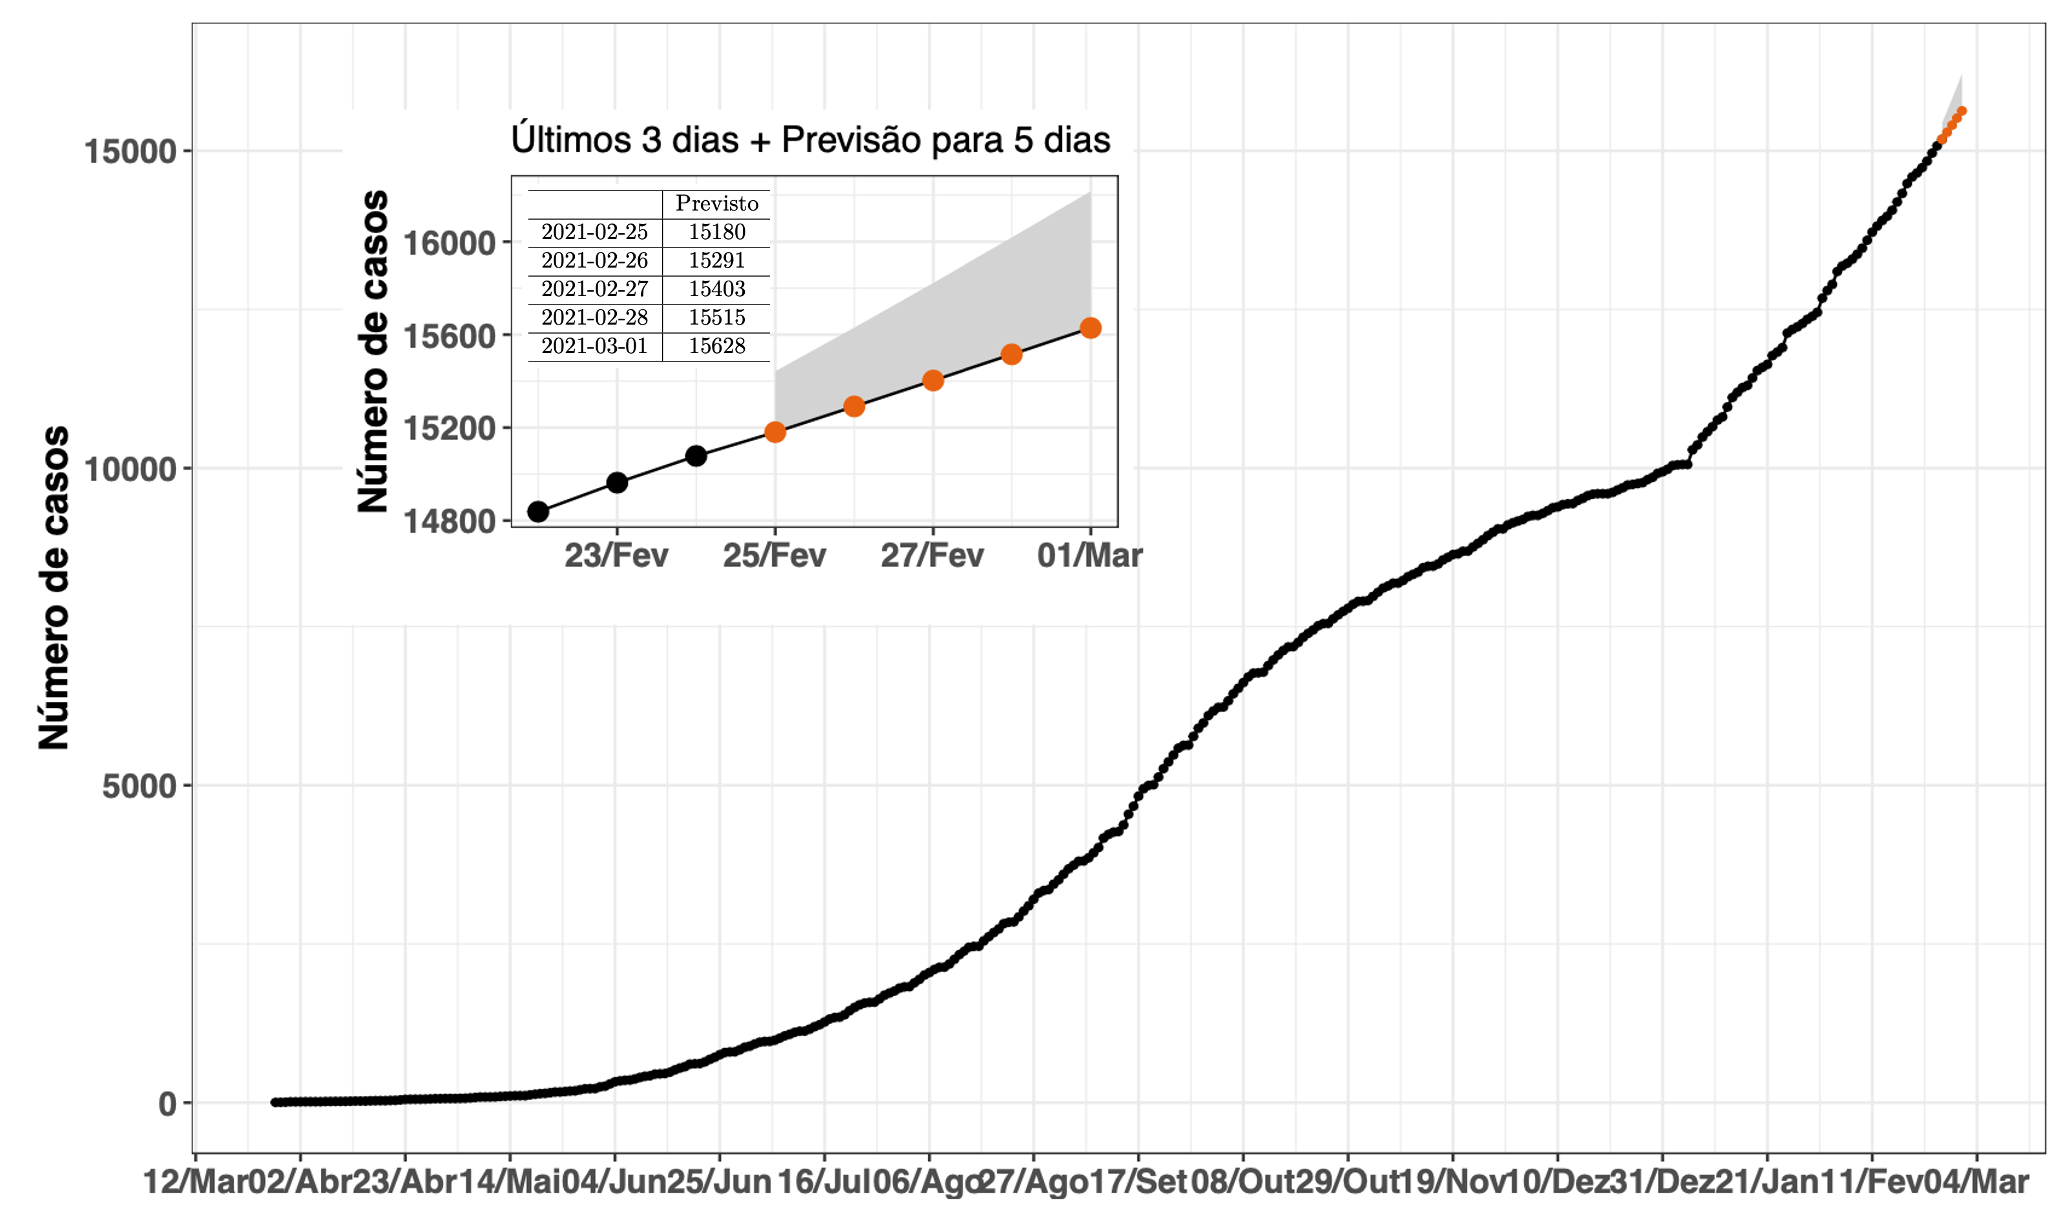 Número de casos
15000
10000
5000
0
12/Mar 02/Abr 23/Abr 14/Mai 04/Jun 25/Jun 16/Jul 06/Ago 27/Ago 17/Set 08/Out 29/Out 19/Nov 10/Dez 31/Dez 21/Jan 11/Fev 04/Mar
Últimos 3 dias + Previsão para 5 dias
Número de casos
16000
15600
15200
14800
23/Fev 25/Fev 27/Fev 01/Mar
Previsto
2021-02-25 15180
2021-02-26 15291
2021-02-27 15403
2021-02-28 15515
2021-03-01 15628